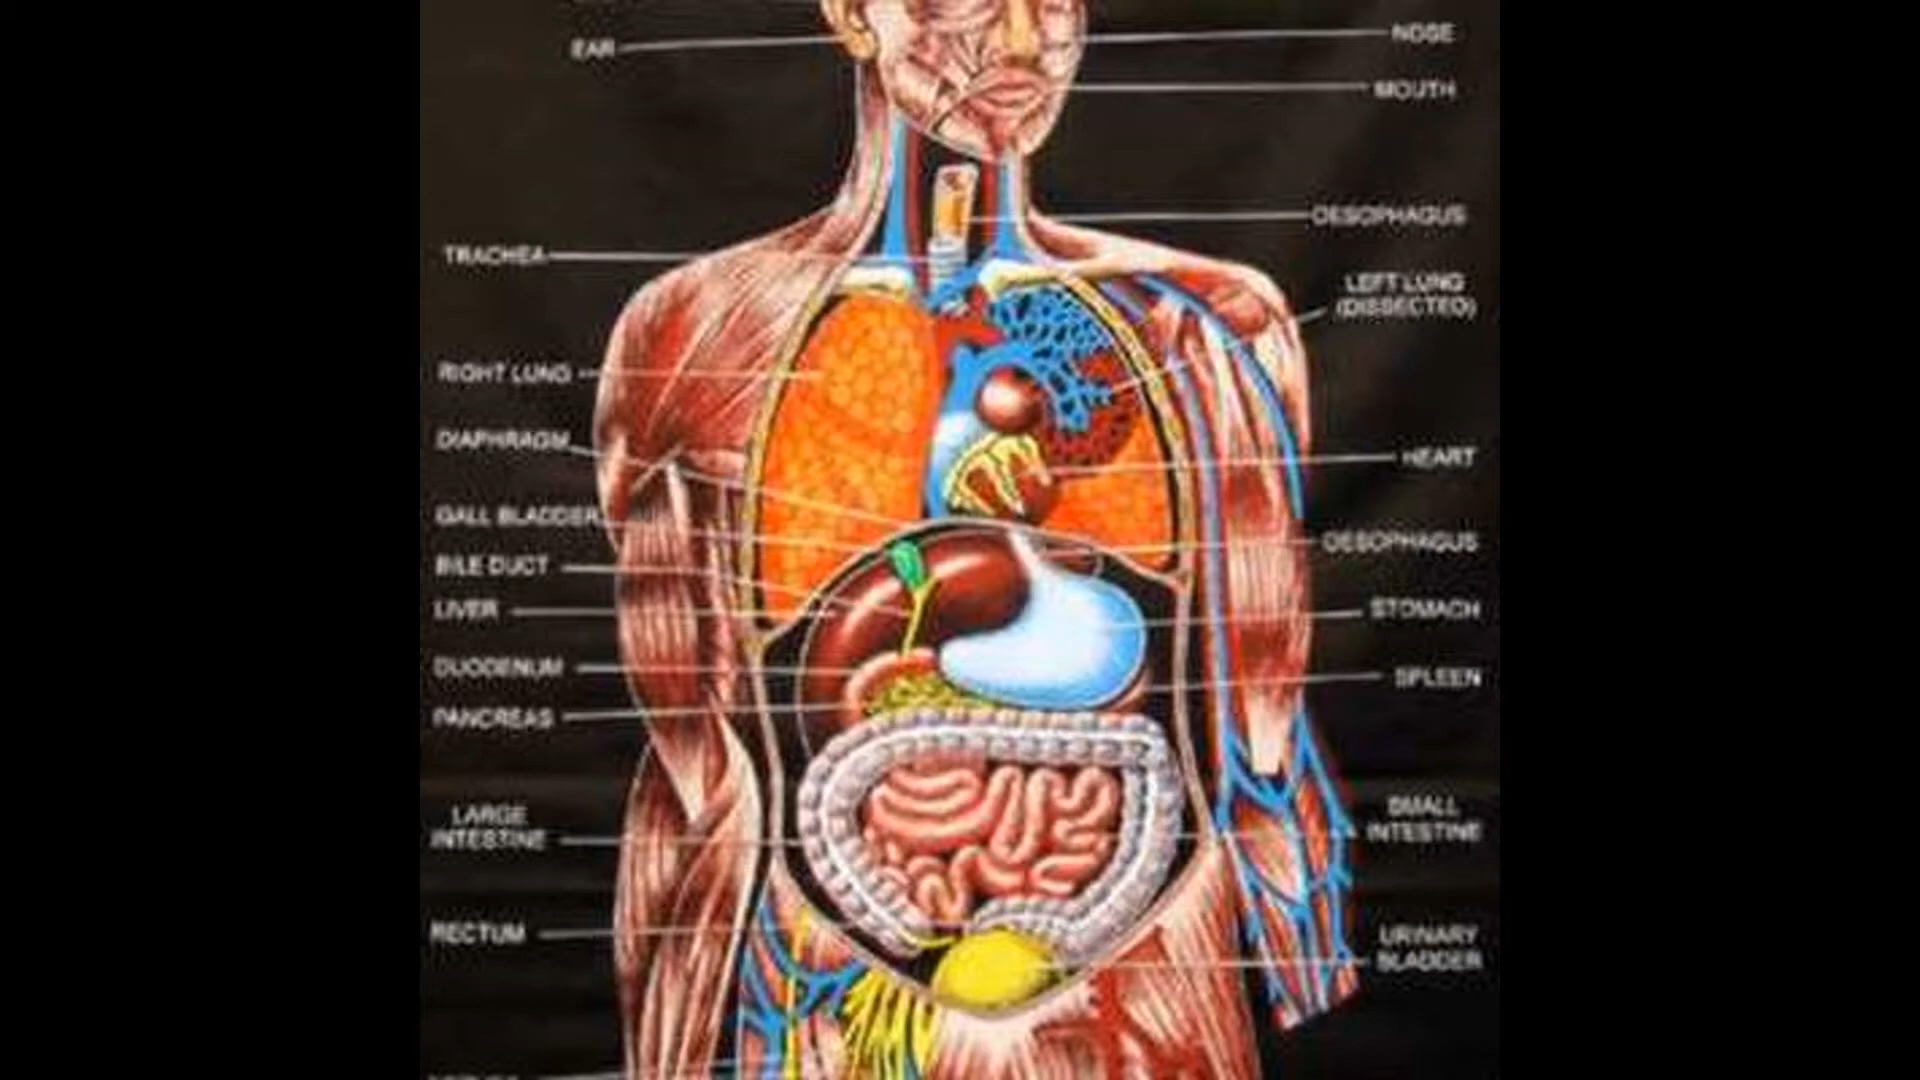 EAR
NOSE
MOUTH
OESOPHAGUS
TRACHEA
LEFT LUNG
(DISSECTED)
RIGHT LUNG
DIAPHRAGM
HEART
GALL BLADDER
OESOPHAGUS
BILE DUCT
LIVER
STOMACH
DUODENUM
SPLEEN
PANCREAS
LARGE
INTESTINE
SMALL
INTESTINE
RECTUM
URINARY
BLADDER